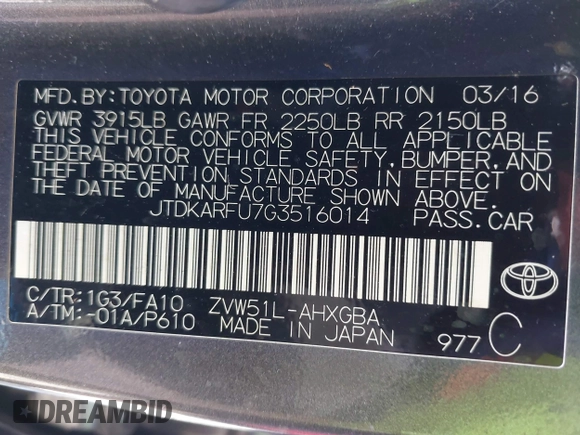 MFD.BY:TOYOTA MOTOR CORPORATION 03/16
GVWR 3915LB GAWR FR 2250LB RR 2150LB
THIS VEHICLE CONFORMS TO ALL APPLICABLE
FEDERAL MOTOR VEHICLE SAFETY, BUMPER, AND
THEFT PREVENTION STANDARDS IN EFFECT ON
THE DATE OF MANUFACTURE SHOWN ABOVE.
JTDKARFU7G3516014 PASS.CAR
C/TR:1G3/FA10 ZVW51L-AHXGBA
A/TM:-01A/P610 MADE IN JAPAN 977 C
DREAMBID